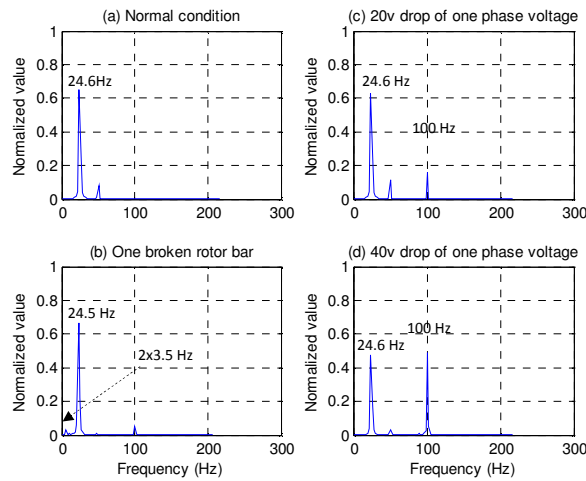 (a) Normal condition
1
0.8
0.6
0.4
0.2
0
Normalized value
24.6Hz
0 100 200 300
Frequency (Hz)
(c) 20v drop of one phase voltage
1
0.8
0.6
0.4
0.2
0
Normalized value
24.6 Hz
100 Hz
0 100 200 300
Frequency (Hz)
(b) One broken rotor bar
1
0.8
0.6
0.4
0.2
0
Normalized value
24.5 Hz
2x3.5 Hz
0 100 200 300
Frequency (Hz)
(d) 40v drop of one phase voltage
1
0.8
0.6
0.4
0.2
0
Normalized value
24.6 Hz
100 Hz
0 100 200 300
Frequency (Hz)